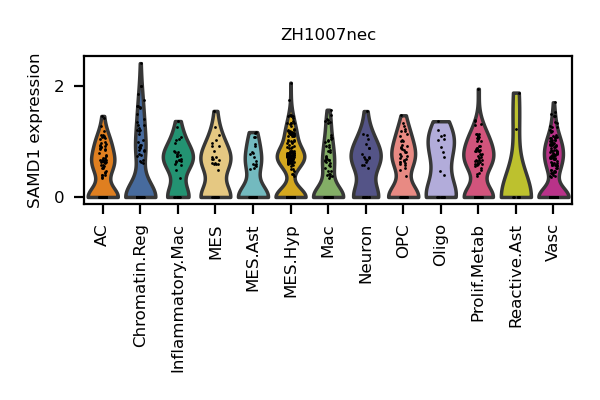 ZH1007nec
SAMD1 expression
2
0
AC
Chromatin.Reg
Inflammatory.Mac
MES
MES.Ast
MES.Hyp
Mac
Neuron
OPC
Oligo
Prolif.Metab
Reactive.Ast
Vasc